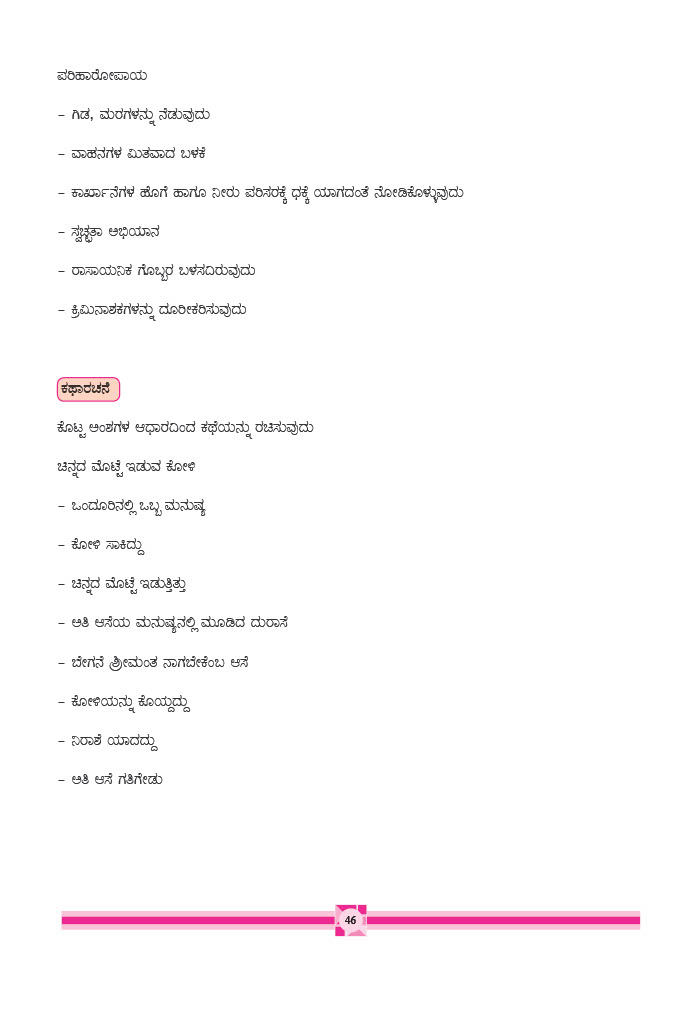 ಪರಿಹಾರೋಪಾಯ
– ಗಿಡ, ಮರಗಳನ್ನು ನೆಡುವುದು
– ವಾಹನಗಳ ಮಿತವಾದ ಬಳಕೆ
– ಕಾರ್ಖಾನೆಗಳ ಹೊಗೆ ಹಾಗೂ ನೀರು ಪರಿಸರಕ್ಕೆ ಧಕ್ಕೆ ಯಾಗದಂತೆ ನೋಡಿಕೊಳ್ಳುವುದು
– ಸ್ವಚ್ಛತಾ ಅಭಿಯಾನ
– ರಾಸಾಯನಿಕ ಗೊಬ್ಬರ ಬಳಸದಿರುವುದು
– ಕ್ರಿಮಿನಾಶಕಗಳನ್ನು ದೂರೀಕರಿಸುವುದು
ಕಥಾರಚನೆ
ಕೊಟ್ಟ ಅಂಶಗಳ ಆಧಾರದಿಂದ ಕಥೆಯನ್ನು ರಚಿಸುವುದು
ಚಿನ್ನದ ಮೊಟ್ಟೆ ಇಡುವ ಕೋಳಿ
– ಒಂದೂರಿನಲ್ಲಿ ಒಬ್ಬ ಮನುಷ್ಯ
– ಕೋಳಿ ಸಾಕಿದ್ದು
– ಚಿನ್ನದ ಮೊಟ್ಟೆ ಇಡುತ್ತಿತ್ತು
– ಅತಿ ಆಸೆಯ ಮನುಷ್ಯನಲ್ಲಿ ಮೂಡಿದ ದುರಾಸೆ
– ಬೇಗನೆ ಶ್ರೀಮಂತ ನಾಗಬೇಕೆಂಬ ಆಸೆ
– ಕೋಳಿಯನ್ನು ಕೊಯ್ದದ್ದು
– ನಿರಾಶೆ ಯಾದದ್ದು
– ಅತಿ ಆಸೆ ಗತಿಗೇಡು
46